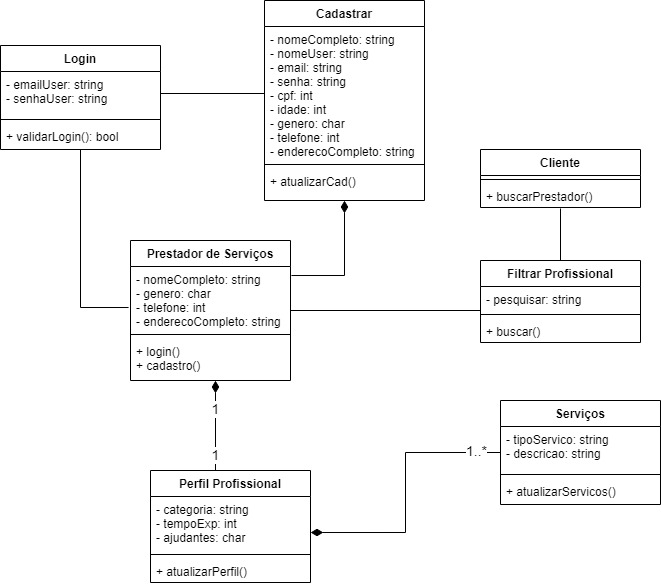 Cadastrar
- nomeCompleto: string
- nomeUser: string
- email: string
- senha: string
- cpf: int
- idade: int
- genero: char
- telefone: int
- enderecoCompleto: string
+ atualizarCad()
Login
- emailUser: string
- senhaUser: string
+ validarLogin(): bool
Cliente
+ buscarPrestador()
Prestador de Serviços
- nomeCompleto: string
- genero: char
- telefone: int
- enderecoCompleto: string
+ login()
+ cadastro()
Filtrar Profissional
- pesquisar: string
+ buscar()
1
1
Serviços
- tipoServico: string
- descricao: string
+ atualizarServicos()
1..*
Perfil Profissional
- categoria: string
- tempoExp: int
- ajudantes: char
+ atualizarPerfil()